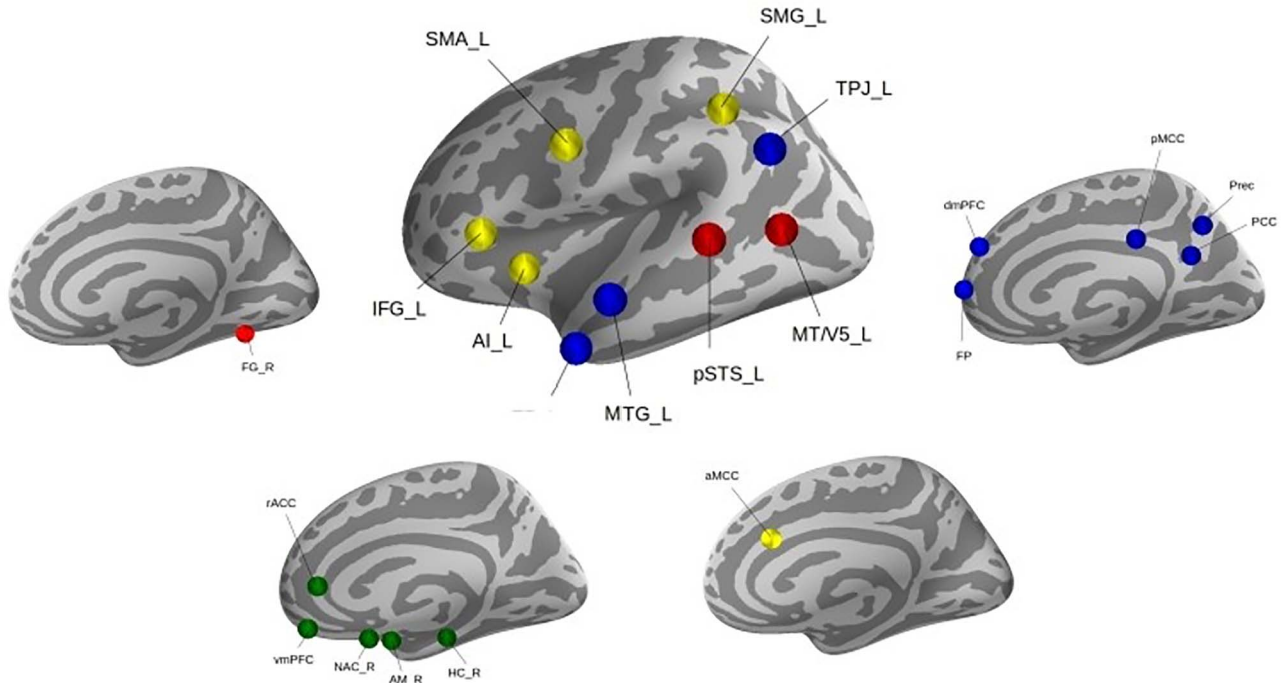 SMG_L
SMA_L
TPJ_L
pMCC
Prec
dmPFC
PCC
IFG_L
AI_L
MT/V5_L
FP
FG_R
pSTS_L
MTG_L
aMCC
rACC
vmPFC
NAC_R
AM_R
HC_R